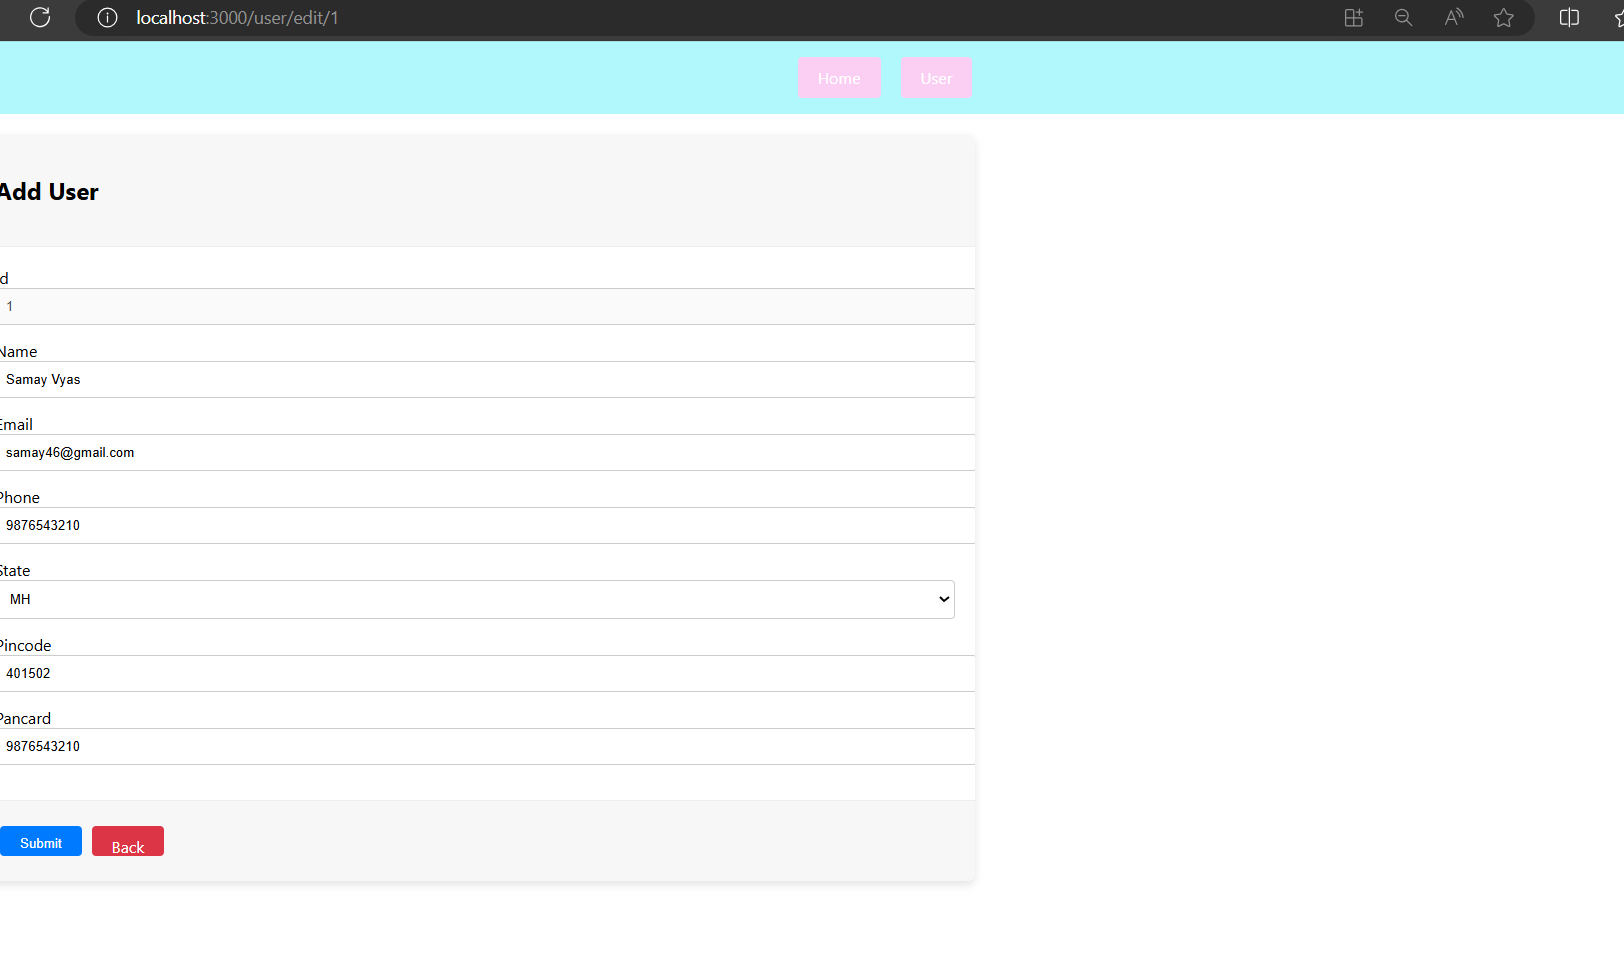 localhost:3000/user/edit/1
Home User
Add User
Id
1
Name
Samay Vyas
Email
samay46@gmail.com
Phone
9876543210
State
MH
Pincode
401502
Pancard
9876543210
Submit Back